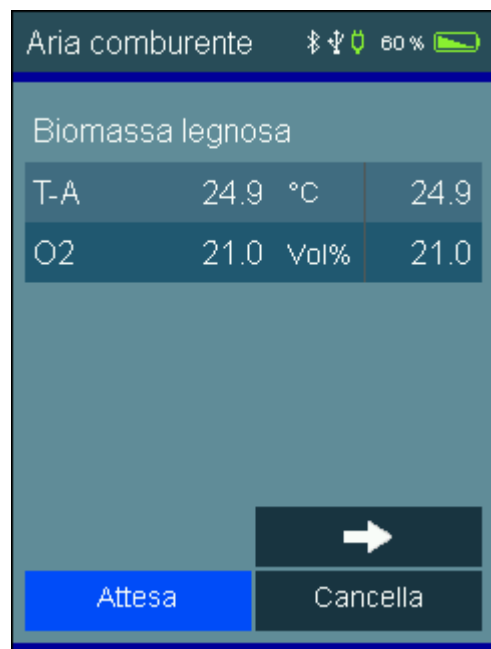 Aria comburente 60 %
Biomassa legnosa
T-A 24.9 °C 24.9
O2 21.0 Vol% 21.0
Attesa Cancella